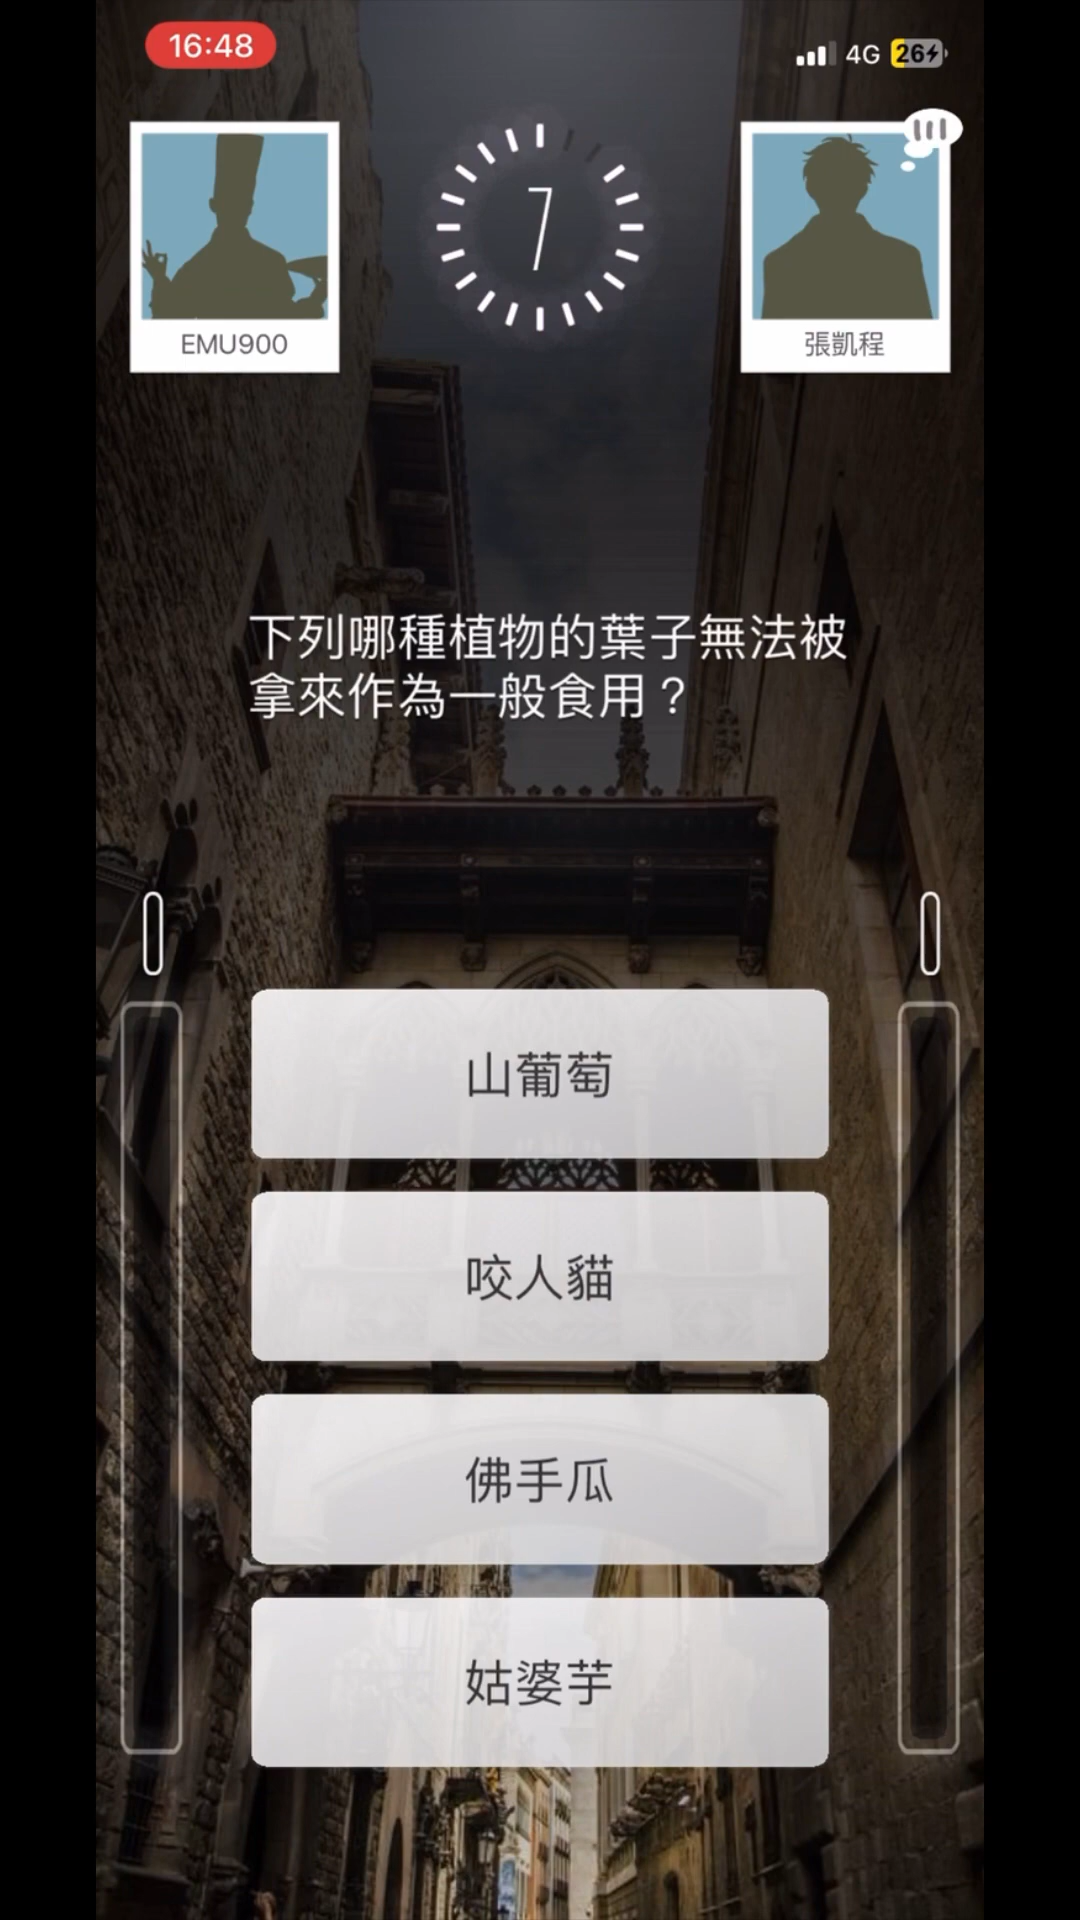 16:48
4G 26
7
EMU900
張凱程
下列哪種植物的葉子無法被
拿來作為一般食用？
0
0
山葡萄
咬人貓
佛手瓜
姑婆芋